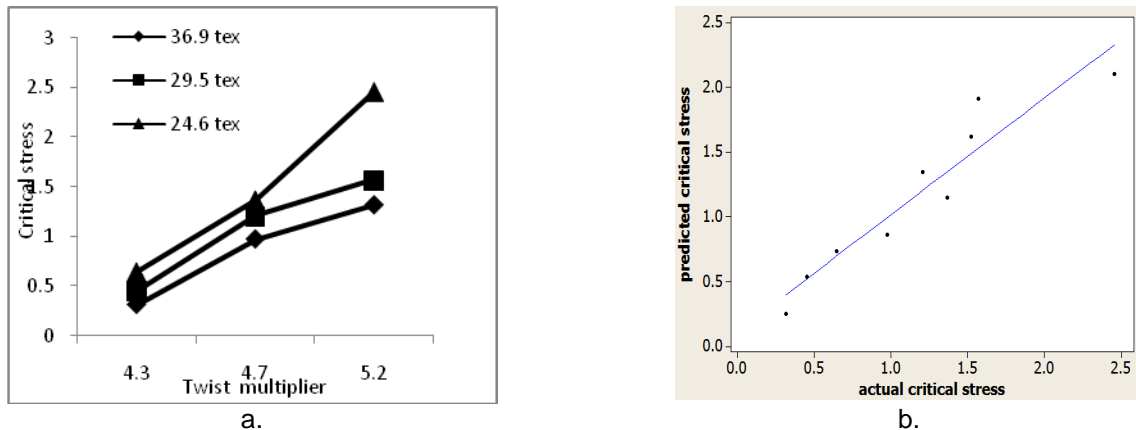 3
2.5
2
1.5
1
0.5
0
Critical stress
36.9 tex
29.5 tex
24.6 tex
4.3
4.7
5.2
Twist multiplier
a.
2.5
2.0
1.5
1.0
0.5
0.0
predicted critical stress
0.0
0.5
1.0
1.5
2.0
2.5
actual critical stress
b.